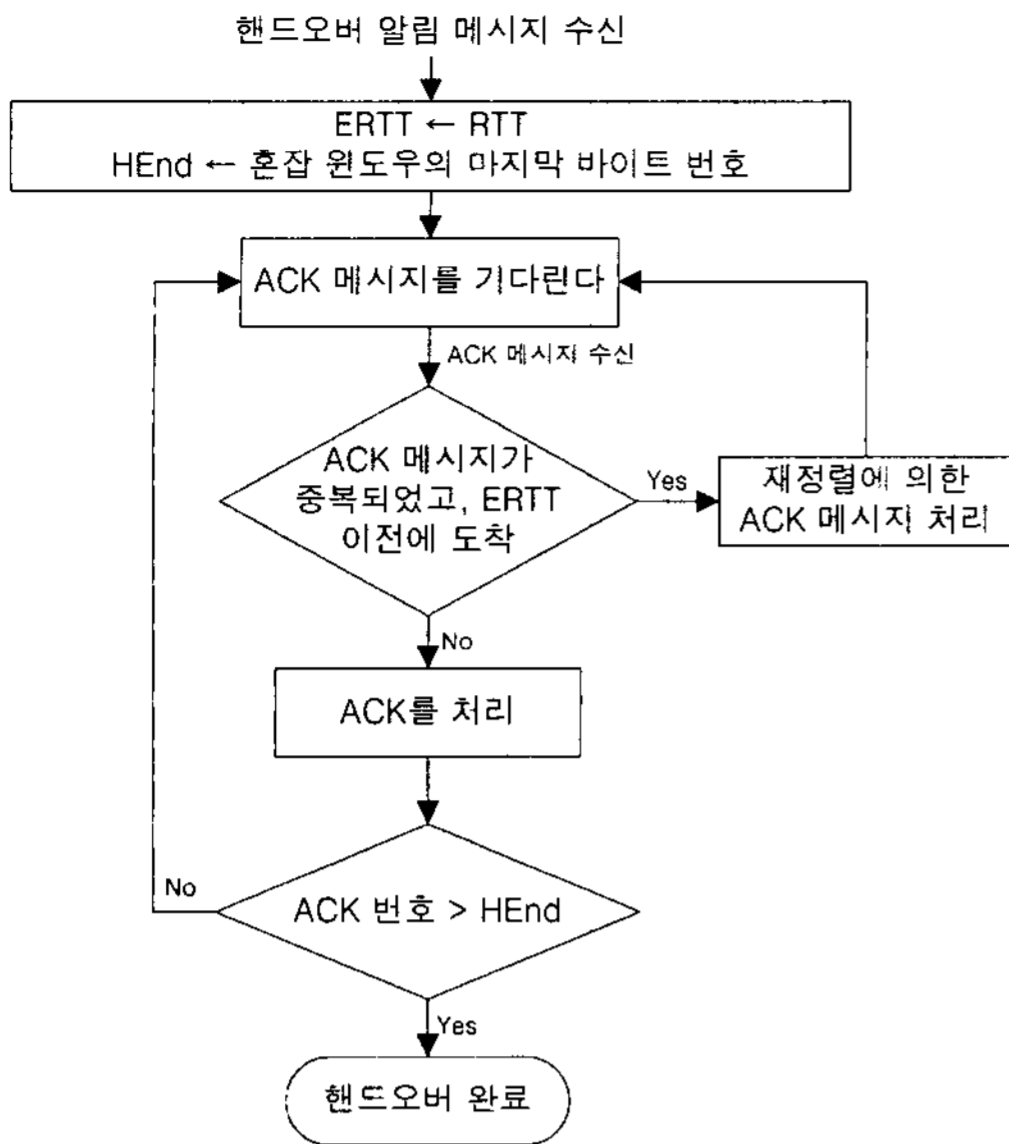 핸드오버 알림 메시지 수신
ERTT ← RTT
HEnd ← 혼잡 윈도우의 마지막 바이트 번호
ACK 메시지를 기다린다
ACK 메시지 수신
ACK 메시지가
중복되었고, ERTT
이전에 도착
Yes
재정렬에 의한
ACK 메시지 처리
No
ACK를 처리
No
ACK 번호 > HEnd
Yes
핸드오버 완료